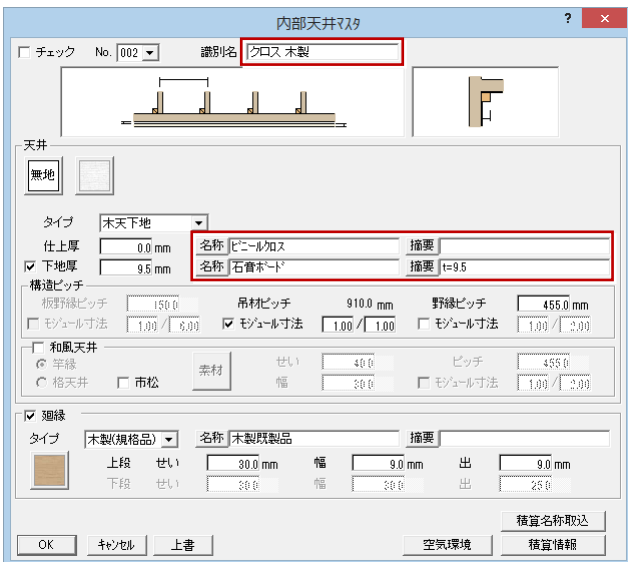 内部天井マスタ ? ×
チェック No. 002 識別名 クロス 木製
天井
無地
タイプ 木天下地
仕上厚 0.0 mm 名称 ビニールクロス 摘要
下地厚 9.5 mm 名称 石膏ボード 摘要 t=9.5
構造ピッチ
板野縁ピッチ 150.0 吊材ピッチ 910.0 mm 野縁ピッチ 455.0 mm
モジュール寸法 1.00 / 6.00 モジュール寸法 1.00 / 1.00 モジュール寸法 1.00 / 2.00
和風天井
竿縁 素材 せい 40.0 ピッチ 455.0
格天井 市松 幅 30.0 モジュール寸法 1.00 / 2.00
廻縁
タイプ 木製(規格品) 名称 木製既製品 摘要
上段 せい 30.0 mm 幅 9.0 mm 出 9.0 mm
下段 せい 30.0 幅 30.0 出 25.0
積算名称取込
OK キャンセル 上書 空気環境 積算情報